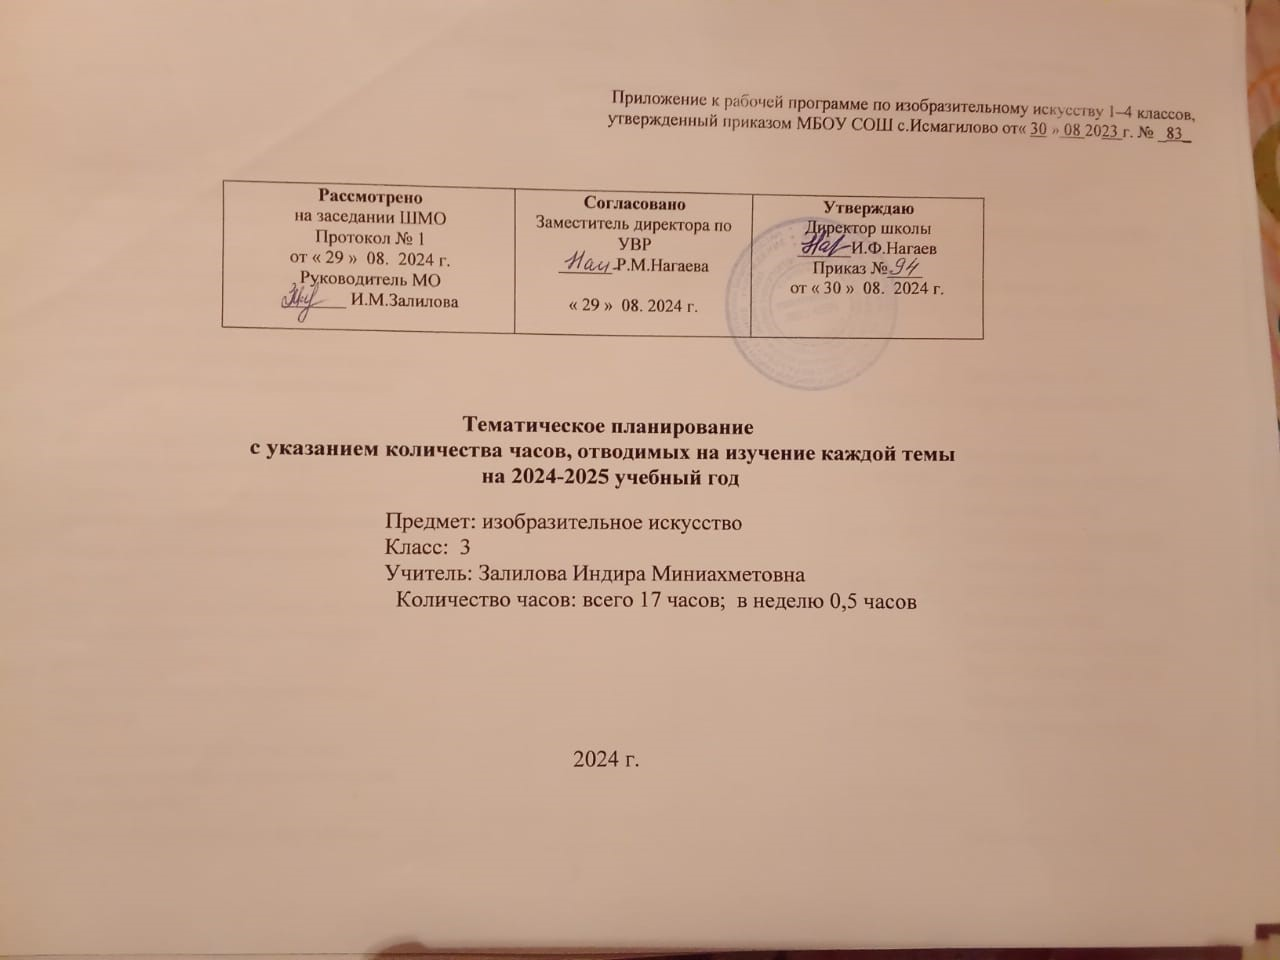 Приложение к рабочей программе по изобразительному искусству 1–4 классов,
утвержденный приказом МБОУ СОШ с.Исмагилово от« 30 » 08 2023 г. № _83_
Рассмотрено
на заседании ШМО
Протокол № 1
от « 29 » 08. 2024 г.
Руководитель МО
И.М.Залилова
Согласовано
Заместитель директора по
УВР
Р.М.Нагаева
« 29 » 08. 2024 г.
Утверждаю
Директор школы
И.Ф.Нагаев
Приказ № 94
от « 30 » 08. 2024 г.
Тематическое планирование
с указанием количества часов, отводимых на изучение каждой темы
на 2024-2025 учебный год
Предмет: изобразительное искусство
Класс: 3
Учитель: Залилова Индира Миниахметовна
Количество часов: всего 17 часов; в неделю 0,5 часов
2024 г.